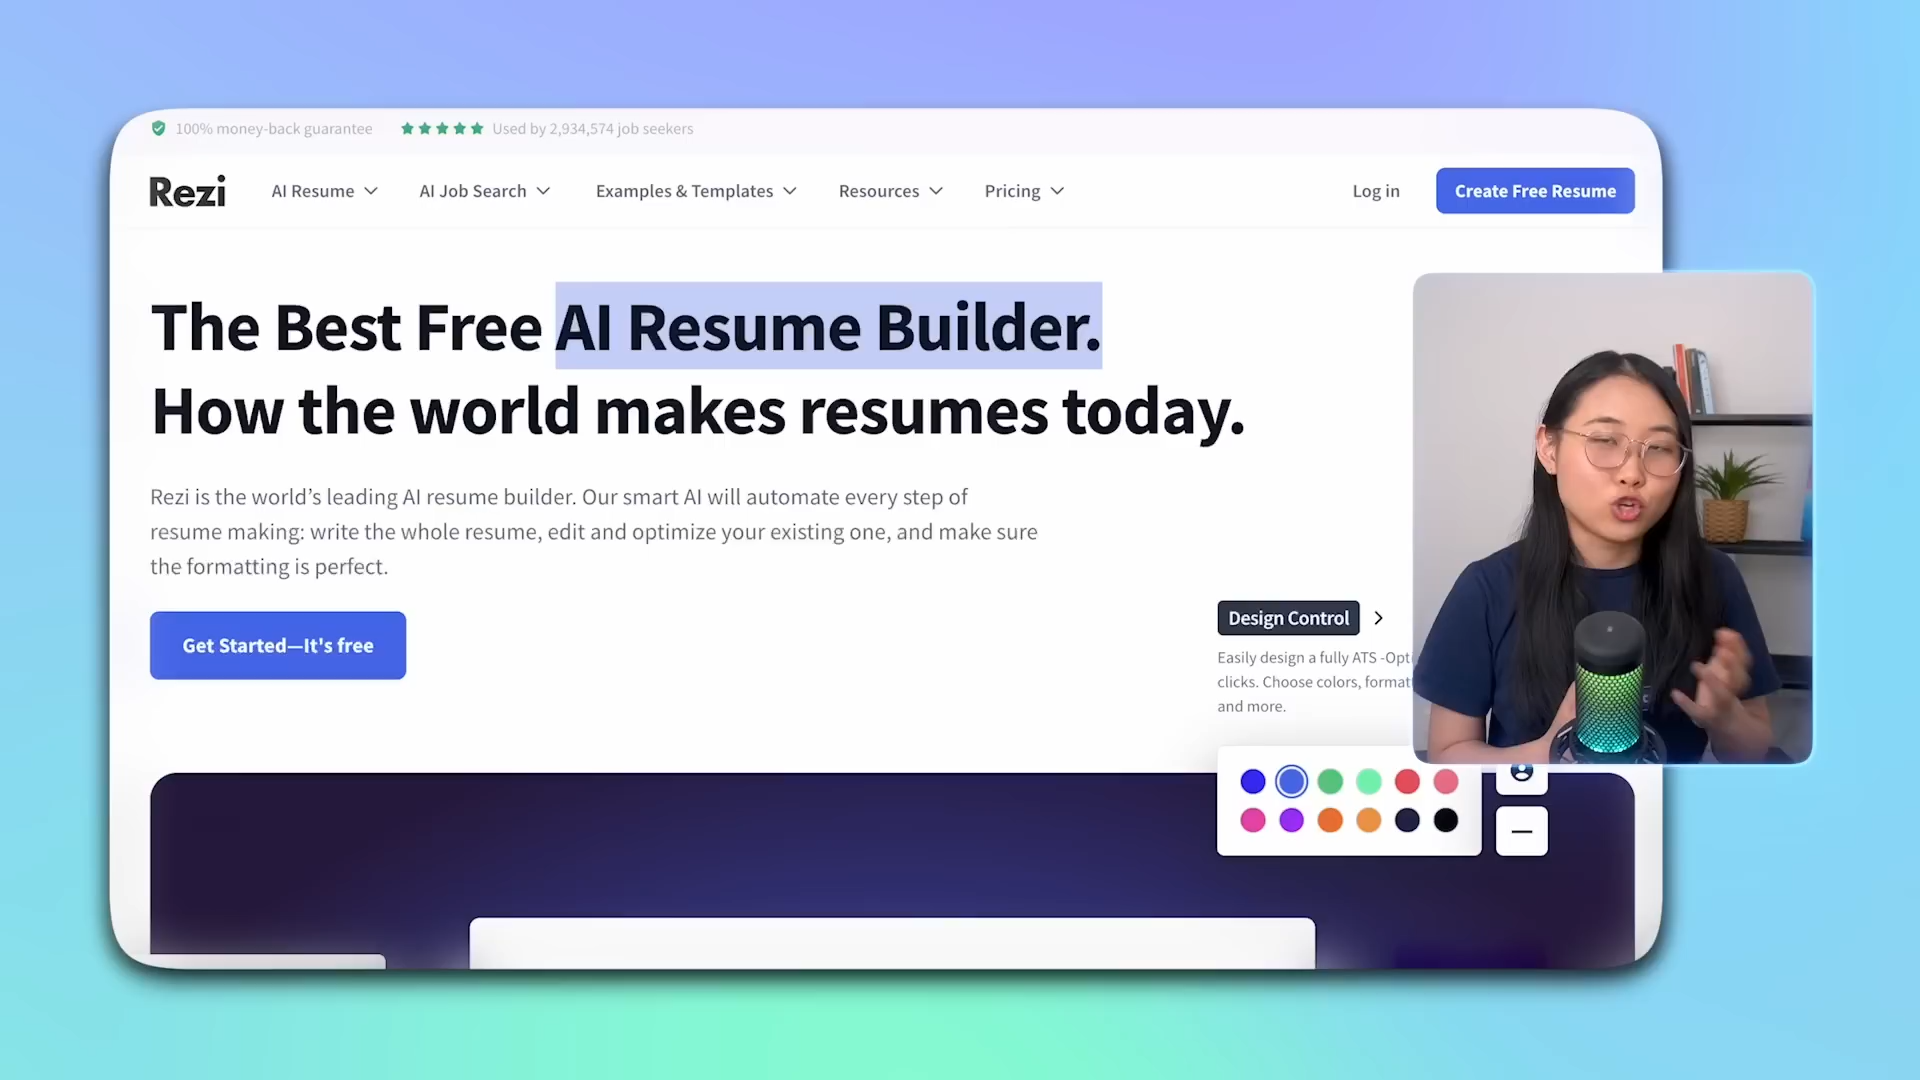 100% money-back guarantee
Used by 2,934,574 job seekers
Rezi
AI Resume
AI Job Search
Examples & Templates
Resources
Pricing
Log in
Create Free Resume
The Best Free AI Resume Builder.
How the world makes resumes today.
Rezi is the world’s leading AI resume builder. Our smart AI will automate every step of
resume making: write the whole resume, edit and optimize your existing one, and make sure
the formatting is perfect.
Get Started—It's free
Design Control
Easily design a fully ATS -Opti
clicks. Choose colors, format
and more.